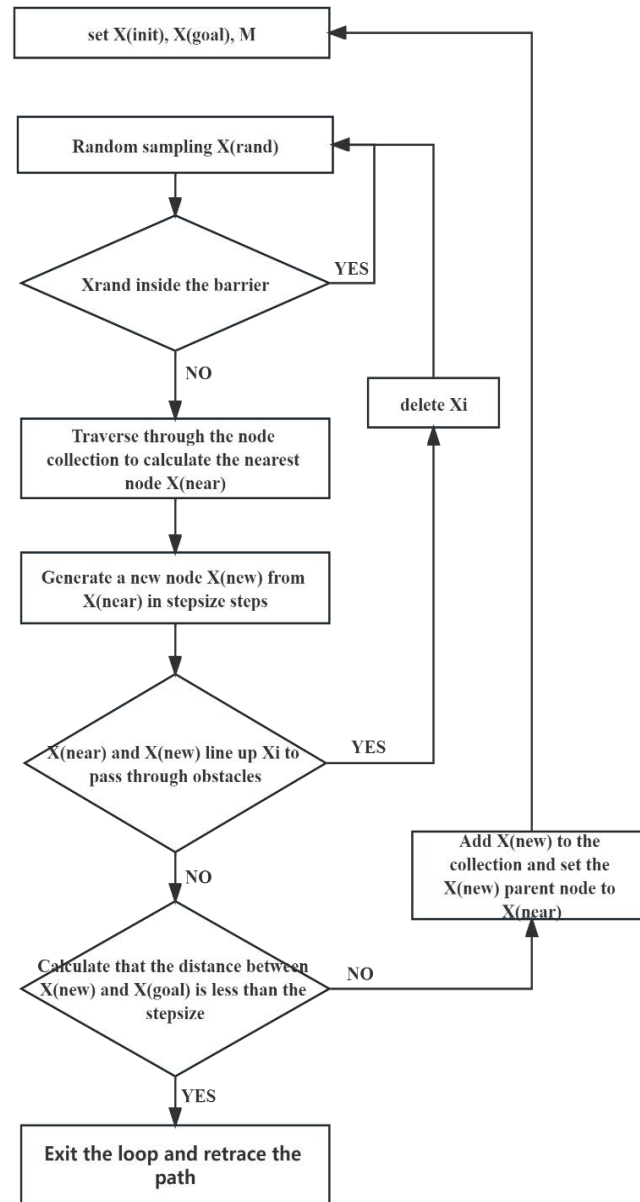 set X(init), X(goal), M
Random sampling X(rand)
Xrand inside the barrier
YES
NO
delete Xi
Traverse through the node
collection to calculate the nearest
node X(near)
Generate a new node X(new) from
X(near) in stepsize steps
X(near) and X(new) line up Xi to
pass through obstacles
YES
NO
Add X(new) to the
collection and set the
X(new) parent node to
X(near)
Calculate that the distance between
X(new) and X(goal) is less than the
stepsize
NO
YES
Exit the loop and retrace the
path